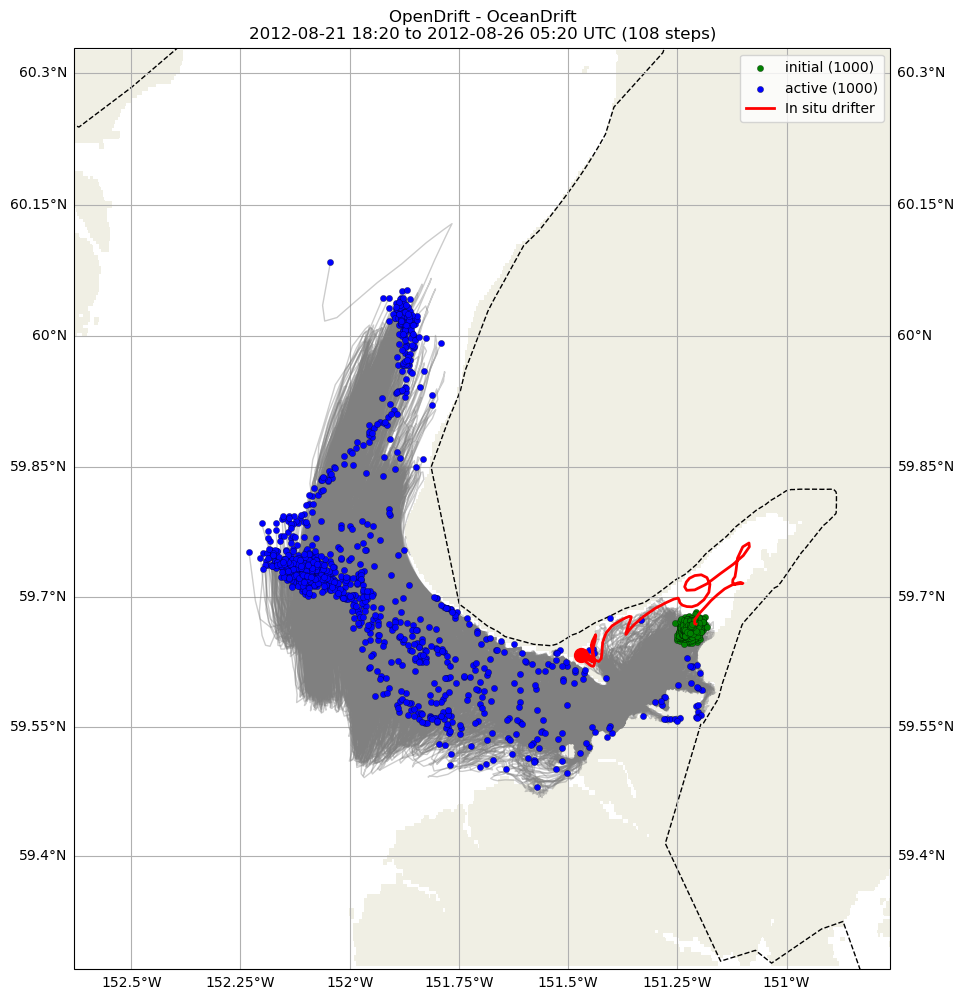 OpenDrift - OceanDrift
2012-08-21 18:20 to 2012-08-26 05:20 UTC (108 steps)
initial (1000)
active (1000)
In situ drifter
60.3°N
60.3°N
60.15°N
60.15°N
60°N
60°N
59.85°N
59.85°N
59.7°N
59.7°N
59.55°N
59.55°N
59.4°N
59.4°N
152.5°W
152.25°W
152°W
151.75°W
151.5°W
151.25°W
151°W